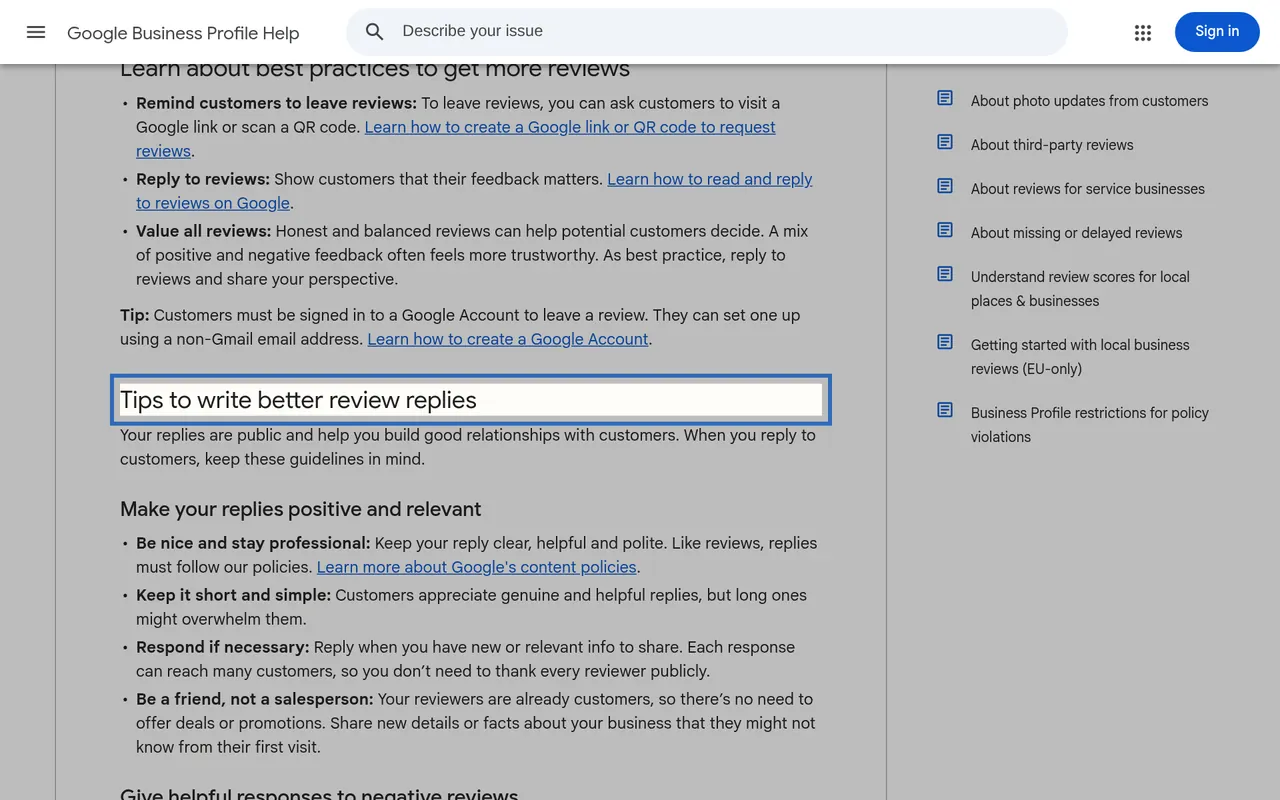 Google Business Profile Help
Describe your issue
Sign in
Learn about best practices to get more reviews
• Remind customers to leave reviews: To leave reviews, you can ask customers to visit a
Google link or scan a QR code. Learn how to create a Google link or QR code to request
reviews.
• Reply to reviews: Show customers that their feedback matters. Learn how to read and reply
to reviews on Google.
• Value all reviews: Honest and balanced reviews can help potential customers decide. A mix
of positive and negative feedback often feels more trustworthy. As best practice, reply to
reviews and share your perspective.
Tip: Customers must be signed in to a Google Account to leave a review. They can set one up
using a non-Gmail email address. Learn how to create a Google Account.
Tips to write better review replies
Your replies are public and help you build good relationships with customers. When you reply to
customers, keep these guidelines in mind.
Make your replies positive and relevant
• Be nice and stay professional: Keep your reply clear, helpful and polite. Like reviews, replies
must follow our policies. Learn more about Google's content policies.
• Keep it short and simple: Customers appreciate genuine and helpful replies, but long ones
might overwhelm them.
• Respond if necessary: Reply when you have new or relevant info to share. Each response
can reach many customers, so you don’t need to thank every reviewer publicly.
• Be a friend, not a salesperson: Your reviewers are already customers, so there’s no need to
offer deals or promotions. Share new details or facts about your business that they might not
know from their first visit.
Give helpful responses to negative reviews
About photo updates from customers
About third-party reviews
About reviews for service businesses
About missing or delayed reviews
Understand review scores for local
places & businesses
Getting started with local business
reviews (EU-only)
Business Profile restrictions for policy
violations